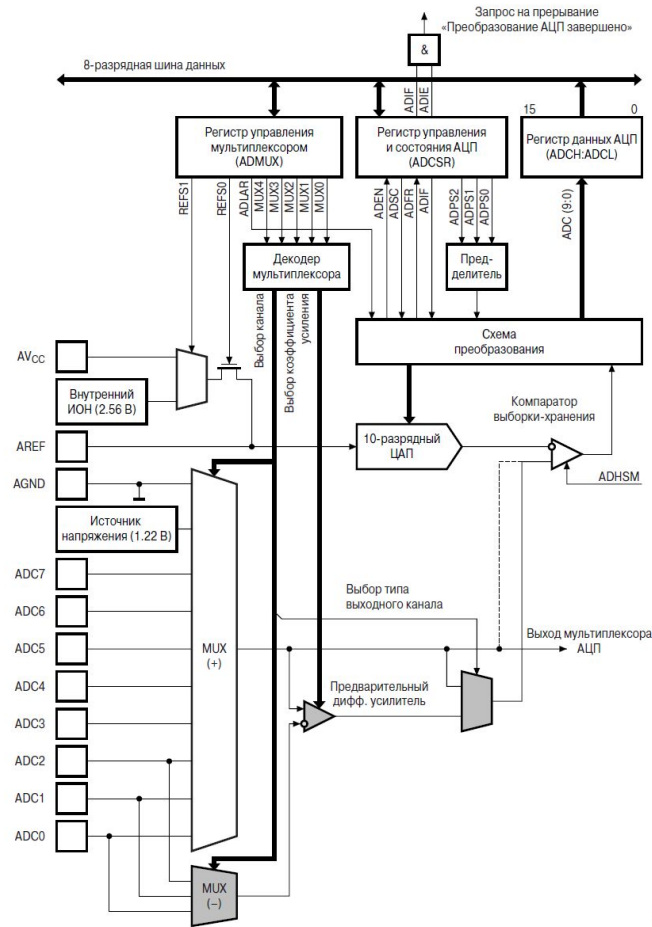 Запрос на прерывание
«Преобразование АЦП завершено»
&
8-разрядная шина данных
ADIF
ADIE
15
0
Регистр управления
мультиплексором
(ADMUX)
Регистр управления
и состояния АЦП
(ADCSR)
Регистр данных АЦП
(ADCH:ADCL)
REFS1
REFS0
ADLAR
MUX4
MUX3
MUX2
MUX1
MUX0
ADEN
ADSC
ADFR
ADIF
ADPS2
ADPS1
ADPS0
ADC (9:0)
Декодер
мультиплексора
Пред-
делитель
Выбор канала
Выбор коэффициента
усиления
Схема
преобразования
AVCC
Внутренний
ИОН (2.56 В)
Компаратор
выборки-хранения
AREF
10-разрядный
ЦАП
AGND
ADHSM
Источник
напряжения (1.22 В)
ADC7
ADC6
ADC5
ADC4
ADC3
ADC2
ADC1
ADC0
MUX
(+)
Выбор типа
выходного канала
Выход мультиплексора
АЦП
Предварительный
дифф. усилитель
MUX
(–)